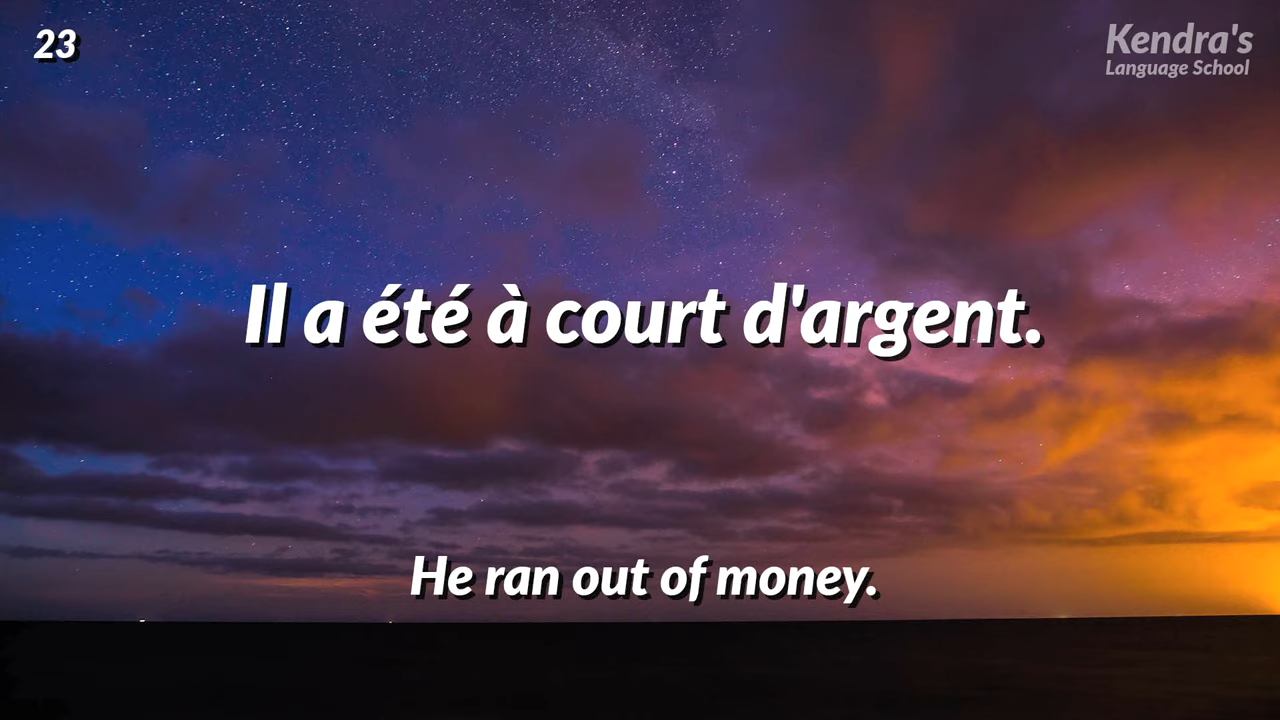 23
Kendra's
Language School
Il a été à court d'argent.
He ran out of money.